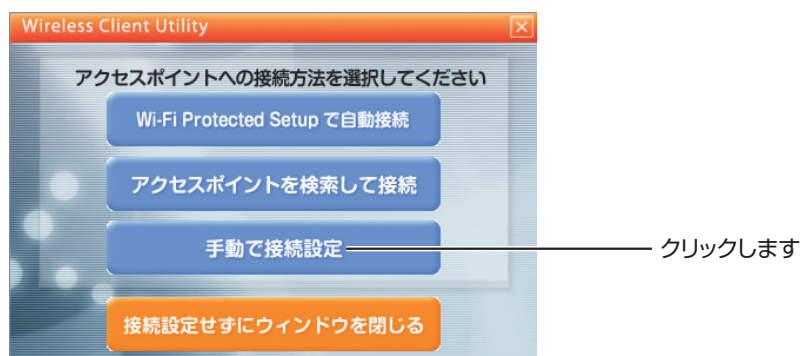 Wireless Client Utility
アクセスポイントへの接続方法を選択してください
Wi-Fi Protected Setup で自動接続
アクセスポイントを検索して接続
手動で接続設定
クリックします
接続設定せずにウィンドウを閉じる